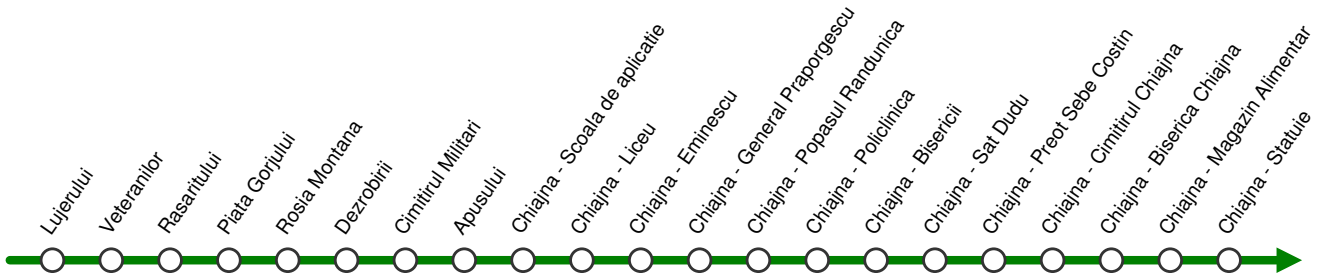 Lujerului
Veteranilor
Rasaritului
Piata Gorjului
Rosia Montana
Dezrobirii
Cimitirul Militari
Apusului
Chiajna - Scoala de aplicatie
Chiajna - Liceu
Chiajna - Eminescu
Chiajna - General Praporgescu
Chiajna - Popasul Randunica
Chiajna - Policlinica
Chiajna - Bisericii
Chiajna - Sat Dudu
Chiajna - Preot Sebe Costin
Chiajna - Cimitirul Chiajna
Chiajna - Biserica Chiajna
Chiajna - Magazin Alimentar
Chiajna - Statuie